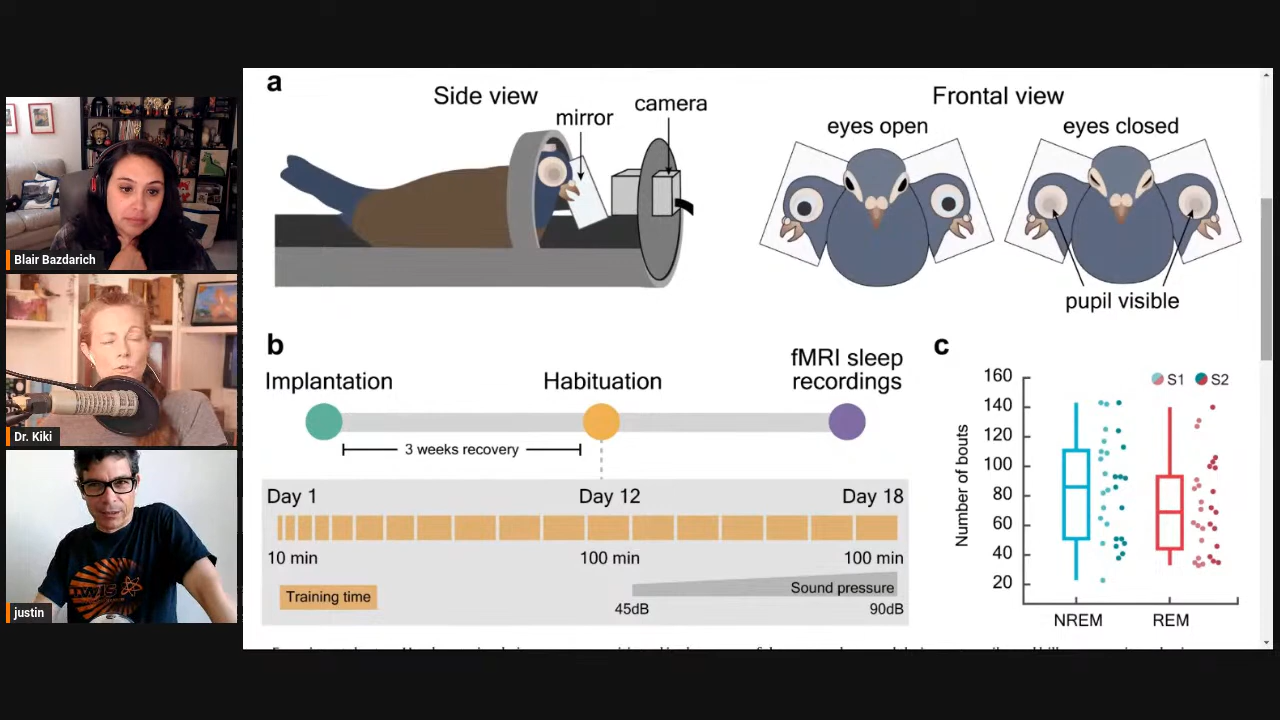 Blair Bazdarich
Dr. Kiki
TWIS
justin
a
Side view
mirror
camera
Frontal view
eyes open
eyes closed
pupil visible
b
Implantation
Habituation
fMRI sleep
recordings
3 weeks recovery
Day 1
Day 12
Day 18
10 min
100 min
100 min
Training time
Sound pressure
45dB
90dB
c
S1
S2
Number of bouts
160
140
120
100
80
60
40
20
NREM
REM